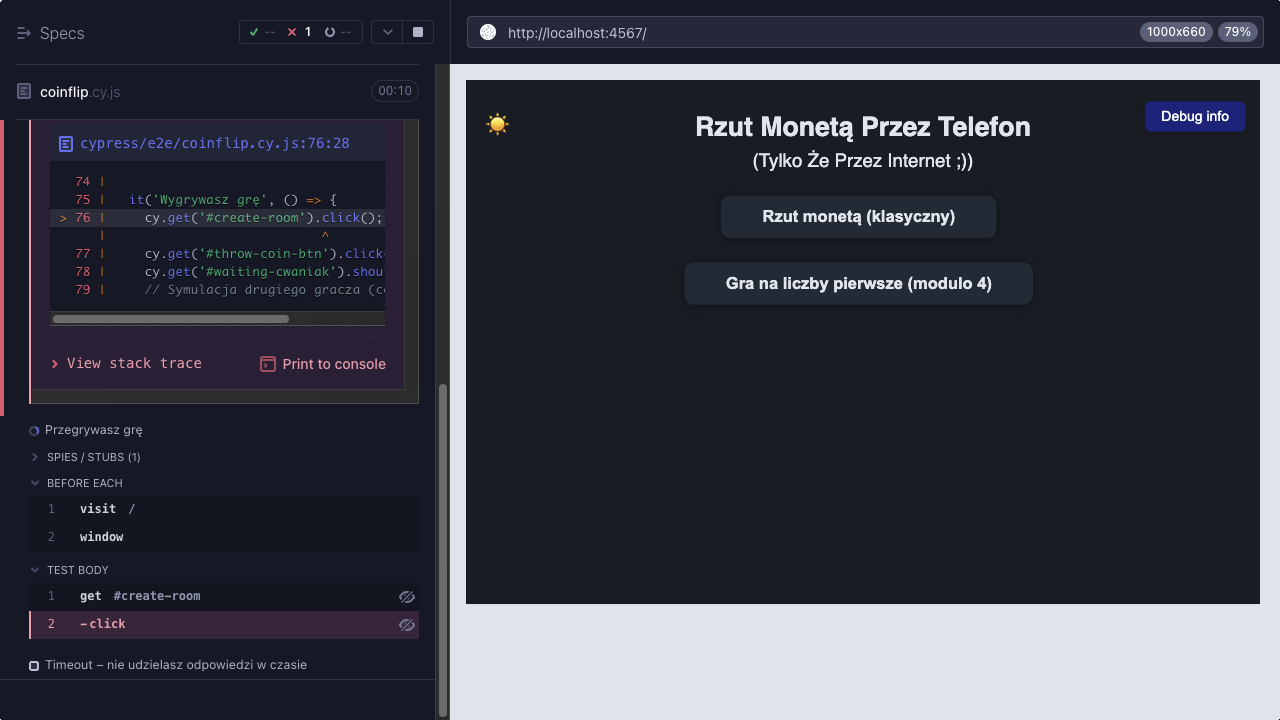 Specs
-- 1 --
coinflip.cy.js
00:10
cypress/e2e/coinflip.cy.js:76:28
74 |
75 | it('Wygrywasz grę', () => {
> 76 | cy.get('#create-room').click();
| ^
77 | cy.get('#throw-coin-btn').click
78 | cy.get('#waiting-cwaniak').shou
79 | // Symulacja drugiego gracza (c
View stack trace
Print to console
Przegrywasz grę
SPIES / STUBS (1)
BEFORE EACH
1 visit /
2 window
TEST BODY
1 get #create-room
2 -click
Timeout – nie udzielasz odpowiedzi w czasie
http://localhost:4567/
1000x660
79%
Rzut Monetą Przez Telefon
Debug info
(Tylko Że Przez Internet ;))
Rzut monetą (klasyczny)
Gra na liczby pierwsze (modulo 4)